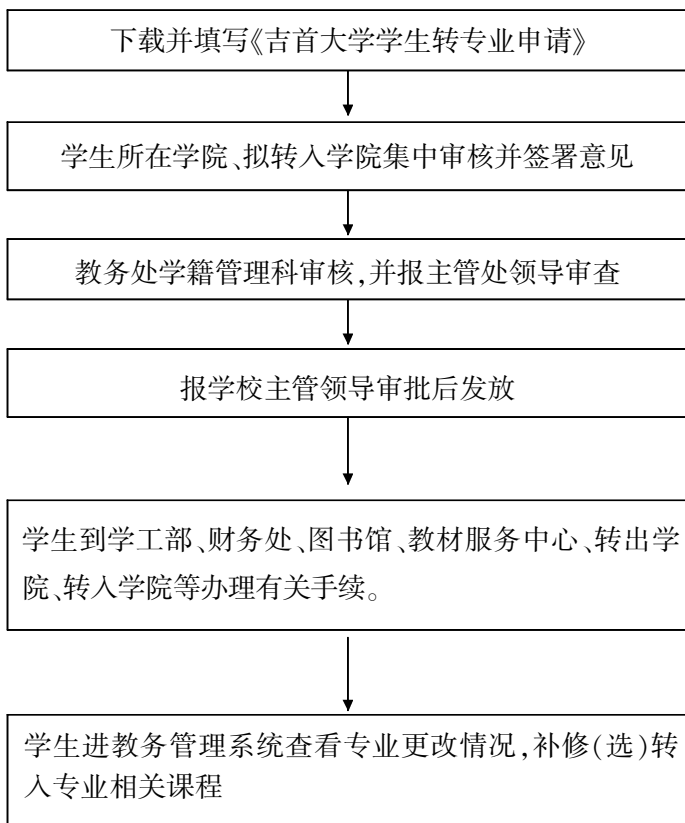 下载并填写《吉首大学学生转专业申请》
学生所在学院、拟转入学院集中审核并签署意见
教务处学籍管理科审核,并报主管处领导审查
报学校主管领导审批后发放
学生到学工部、财务处、图书馆、教材服务中心、转出学
院、转入学院等办理有关手续。
学生进教务管理系统查看专业更改情况,补修(选)转
入专业相关课程